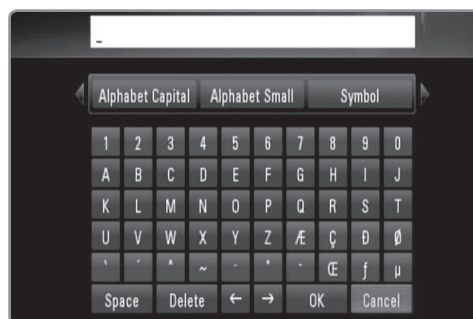 _
Alphabet Capital Alphabet Small Symbol
1 2 3 4 5 6 7 8 9 0
A B C D E F G H I J
K L M N O P Q R S T
U V W X Y Z Æ Ç Ð Ø
` ´ ^ ~ ¨ ˚ ˉ Œ ƒ µ
Space Delete ← → OK Cancel